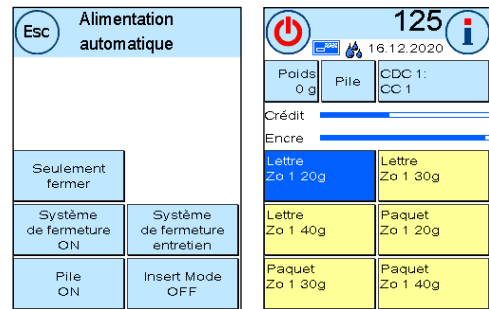 Esc
Alimentation
automatique
Seulement
fermer
Système
de fermeture
ON
Système
de fermeture
entretien
Pile
ON
Insert Mode
OFF
125
16.12.2020
i
Poids
0 g
Pile
CDC 1:
CC 1
Crédit
Encre
Lettre
Zo 1 20g
Lettre
Zo 1 30g
Lettre
Zo 1 40g
Paquet
Zo 1 20g
Paquet
Zo 1 30g
Paquet
Zo 1 40g